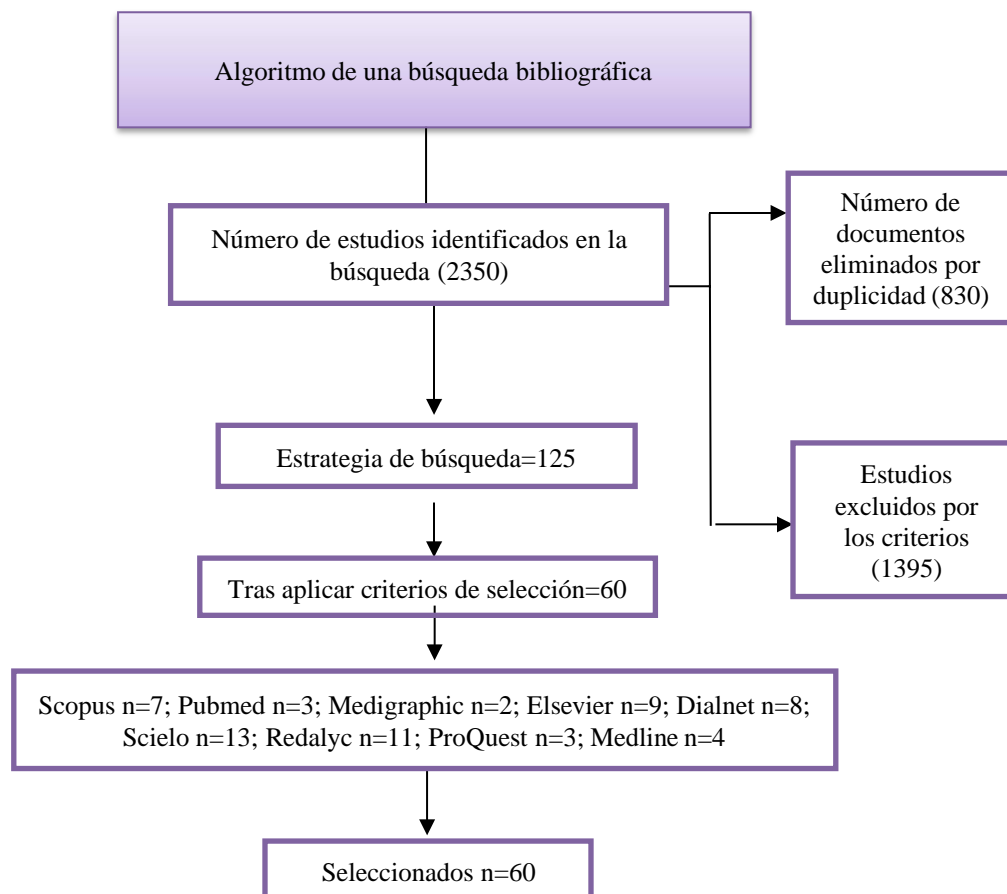 Algoritmo de una búsqueda bibliográfica
Número de estudios identificados en la
búsqueda (2350)
Número de
documentos
eliminados por
duplicidad (830)
Estrategia de búsqueda=125
Estudios
excluidos por
los criterios
(1395)
Tras aplicar criterios de selección=60
Scopus n=7; Pubmed n=3; Medigraphic n=2; Elsevier n=9; Dialnet n=8;
Scielo n=13; Redalyc n=11; ProQuest n=3; Medline n=4
Seleccionados n=60